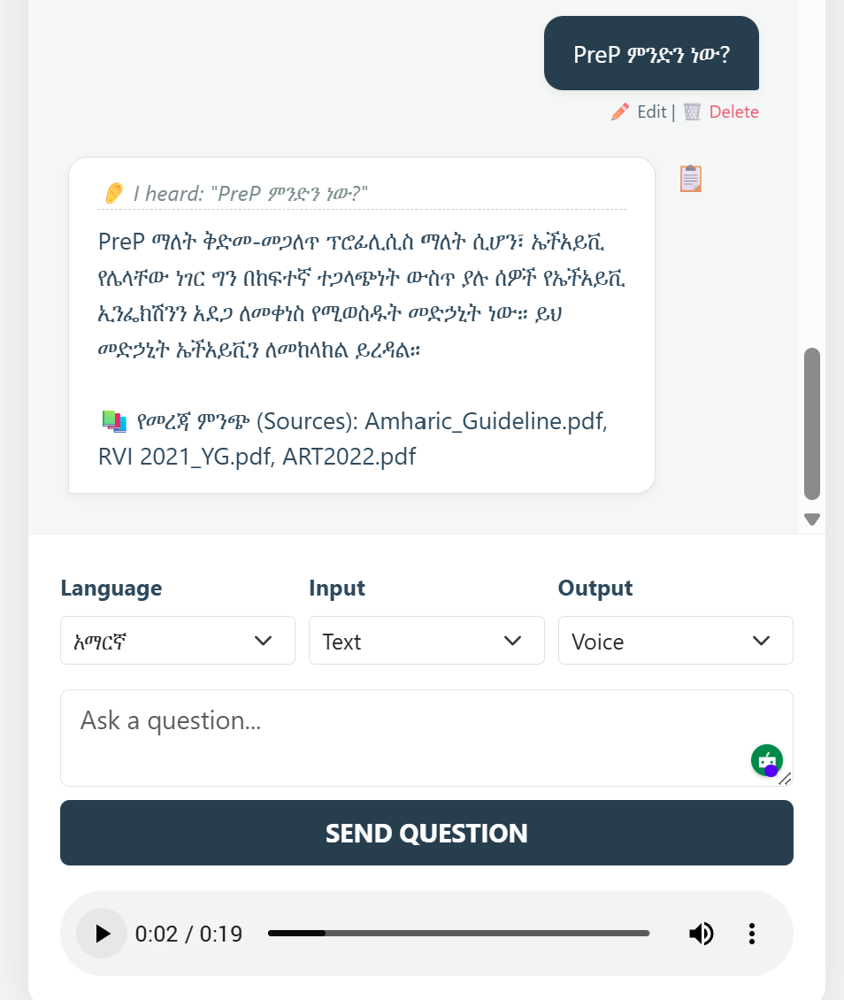 PreP ምንድን ነው?
Edit | Delete
I heard: "PreP ምንድን ነው?"
PreP ማለት ቅድመ-መጋለጥ ፕሮፊሊሲስ ማለት ሲሆን፣ ኤችአይቪ
የሌላቸው ነገር ግን በከፍተኛ ተጋላጭነት ውስጥ ያሉ ሰዎች የኤችአይቪ
ኢንፌክሽንን አደጋ ለመቀነስ የሚወስዱት መድኃኒት ነው። ይህ
መድኃኒት ኤችአይቪን ለመከላከል ይረዳል።
የመረጃ ምንጭ (Sources): Amharic_Guideline.pdf,
RVI 2021_YG.pdf, ART2022.pdf
Language Input Output
አማርኛ Text Voice
Ask a question...
SEND QUESTION
0:02 / 0:19